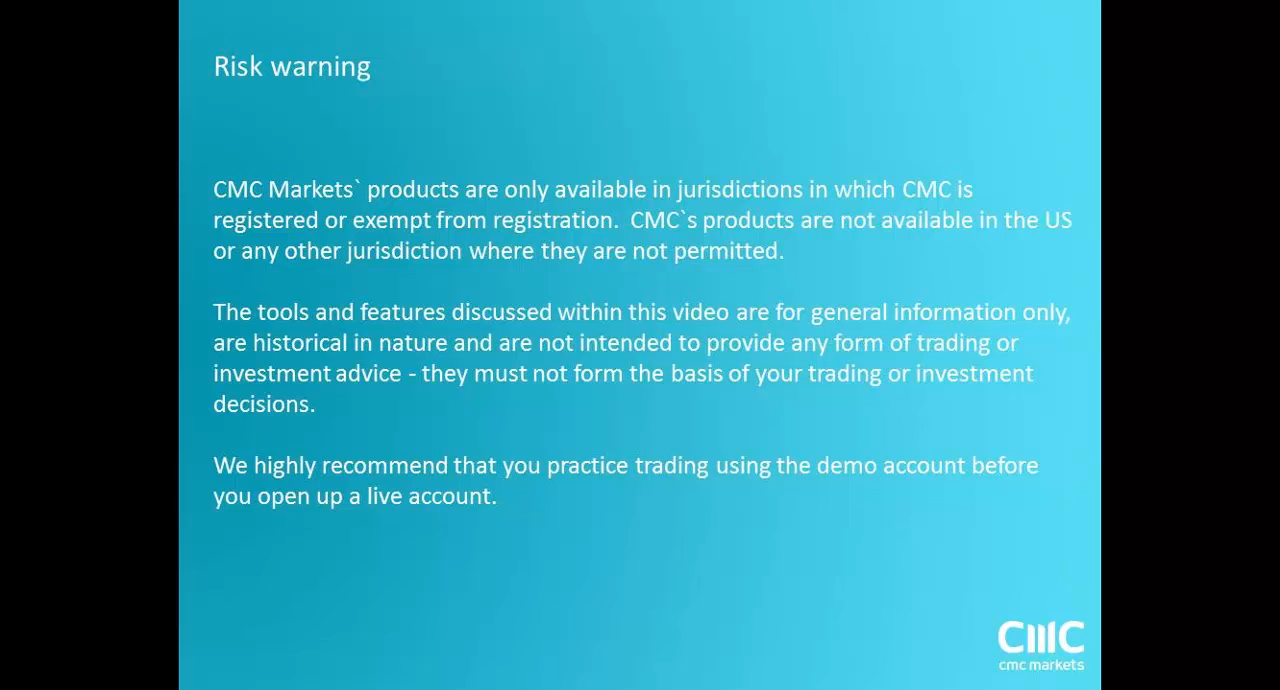 Risk warning
CMC Markets` products are only available in jurisdictions in which CMC is
registered or exempt from registration.  CMC`s products are not available in the US
or any other jurisdiction where they are not permitted.
The tools and features discussed within this video are for general information only,
are historical in nature and are not intended to provide any form of trading or
investment advice - they must not form the basis of your trading or investment
decisions.
We highly recommend that you practice trading using the demo account before
you open up a live account.
CMC
cmc markets